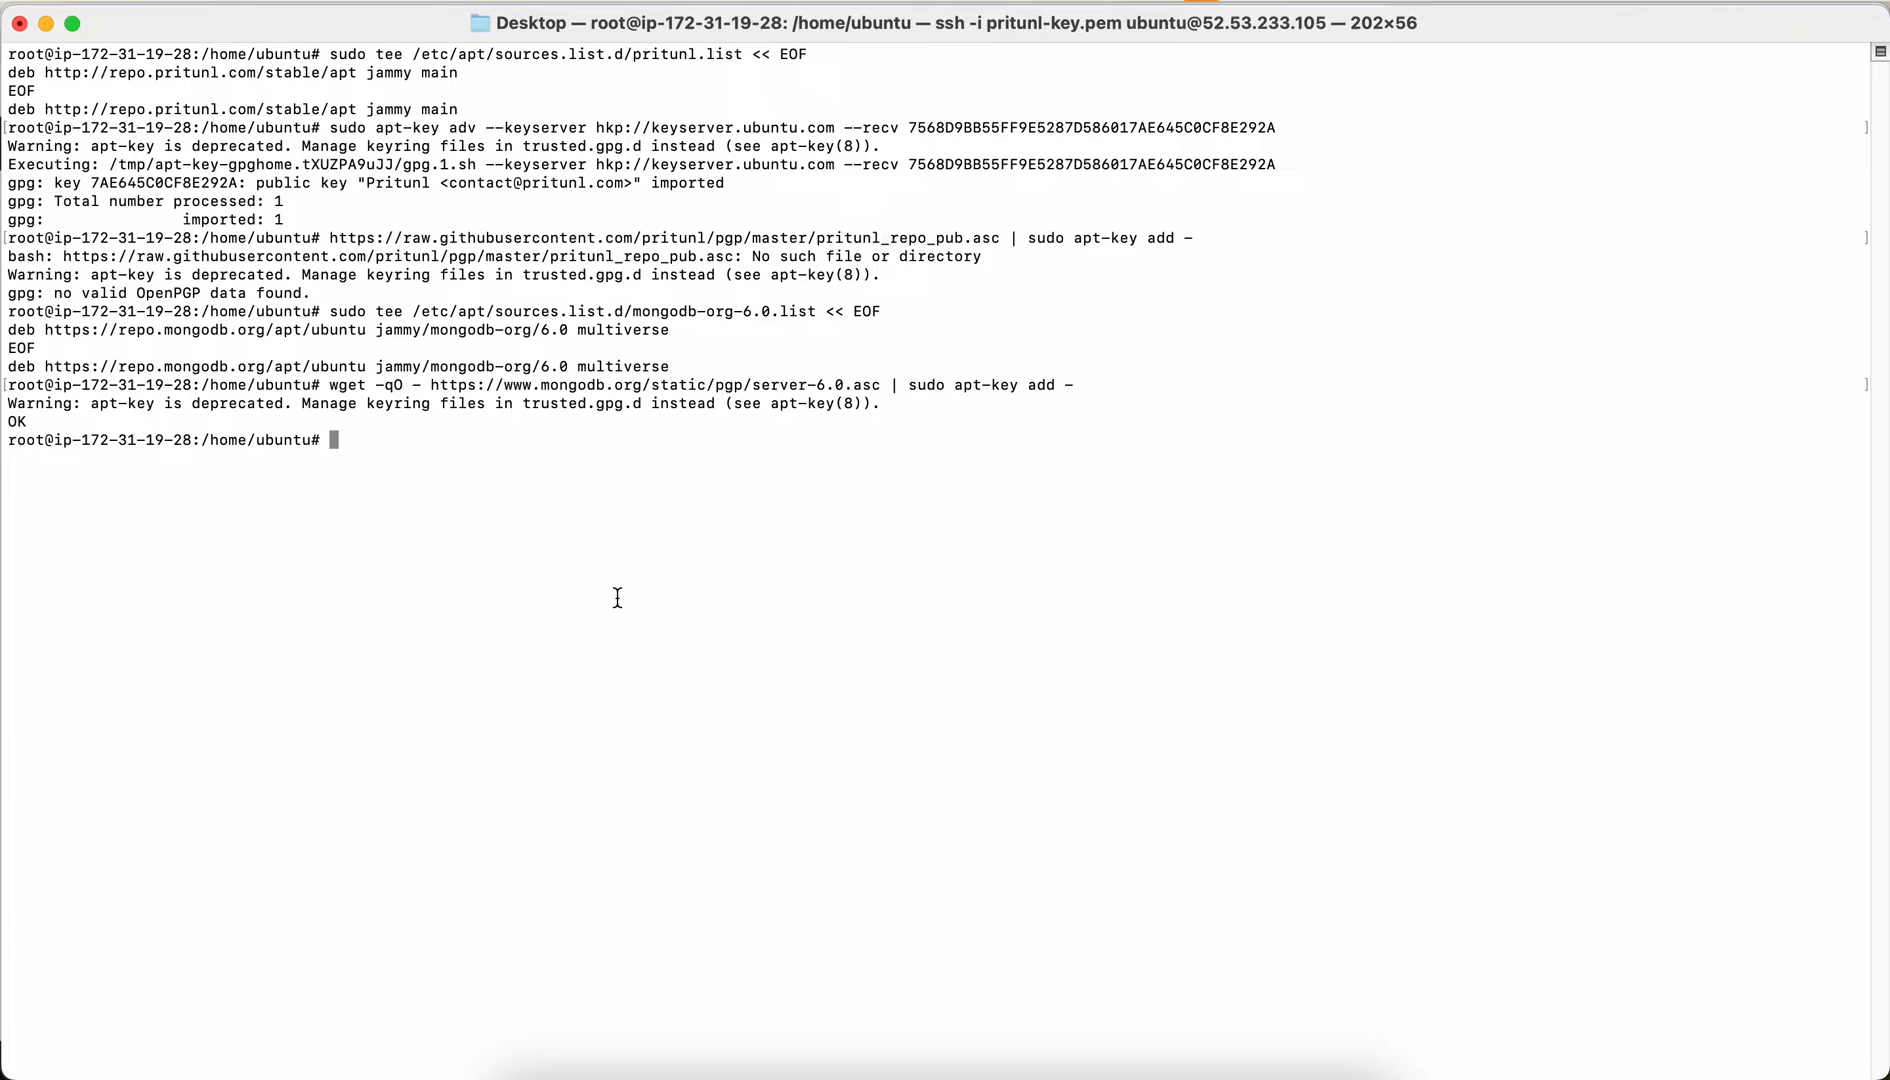 Desktop — root@ip-172-31-19-28: /home/ubuntu — ssh -i pritunl-key.pem ubuntu@52.53.233.105 — 202×56
root@ip-172-31-19-28:/home/ubuntu# sudo tee /etc/apt/sources.list.d/pritunl.list << EOF
deb http://repo.pritunl.com/stable/apt jammy main
EOF
deb http://repo.pritunl.com/stable/apt jammy main
[root@ip-172-31-19-28:/home/ubuntu# sudo apt-key adv --keyserver hkp://keyserver.ubuntu.com --recv 7568D9BB55FF9E5287D586017AE645C0CF8E292A ]
Warning: apt-key is deprecated. Manage keyring files in trusted.gpg.d instead (see apt-key(8)).
Executing: /tmp/apt-key-gpghome.tXUZPA9uJJ/gpg.1.sh --keyserver hkp://keyserver.ubuntu.com --recv 7568D9BB55FF9E5287D586017AE645C0CF8E292A
gpg: key 7AE645C0CF8E292A: public key "Pritunl <contact@pritunl.com>" imported
gpg: Total number processed: 1
gpg:               imported: 1
[root@ip-172-31-19-28:/home/ubuntu# https://raw.githubusercontent.com/pritunl/pgp/master/pritunl_repo_pub.asc | sudo apt-key add - ]
bash: https://raw.githubusercontent.com/pritunl/pgp/master/pritunl_repo_pub.asc: No such file or directory
Warning: apt-key is deprecated. Manage keyring files in trusted.gpg.d instead (see apt-key(8)).
gpg: no valid OpenPGP data found.
root@ip-172-31-19-28:/home/ubuntu# sudo tee /etc/apt/sources.list.d/mongodb-org-6.0.list << EOF
deb https://repo.mongodb.org/apt/ubuntu jammy/mongodb-org/6.0 multiverse
EOF
deb https://repo.mongodb.org/apt/ubuntu jammy/mongodb-org/6.0 multiverse
[root@ip-172-31-19-28:/home/ubuntu# wget -qO - https://www.mongodb.org/static/pgp/server-6.0.asc | sudo apt-key add - ]
Warning: apt-key is deprecated. Manage keyring files in trusted.gpg.d instead (see apt-key(8)).
OK
root@ip-172-31-19-28:/home/ubuntu#